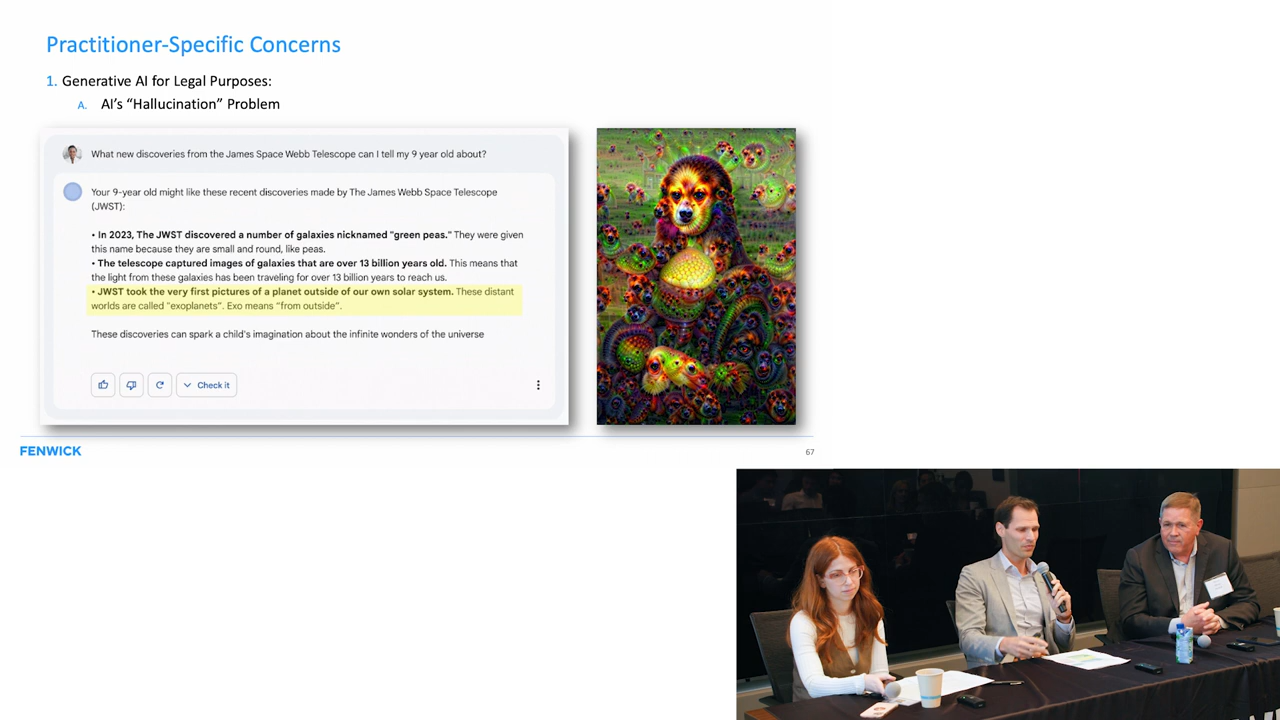 Practitioner-Specific Concerns
1. Generative AI for Legal Purposes:
A. AI’s “Hallucination” Problem
What new discoveries from the James Space Webb Telescope can I tell my 9 year old about?
Your 9-year old might like these recent discoveries made by The James Webb Space Telescope
(JWST):
• In 2023, The JWST discovered a number of galaxies nicknamed "green peas." They were given
this name because they are small and round, like peas.
• The telescope captured images of galaxies that are over 13 billion years old. This means that
the light from these galaxies has been traveling for over 13 billion years to reach us.
• JWST took the very first pictures of a planet outside of our own solar system. These distant
worlds are called "exoplanets". Exo means "from outside".
These discoveries can spark a child's imagination about the infinite wonders of the universe
Check it
FENWICK
67